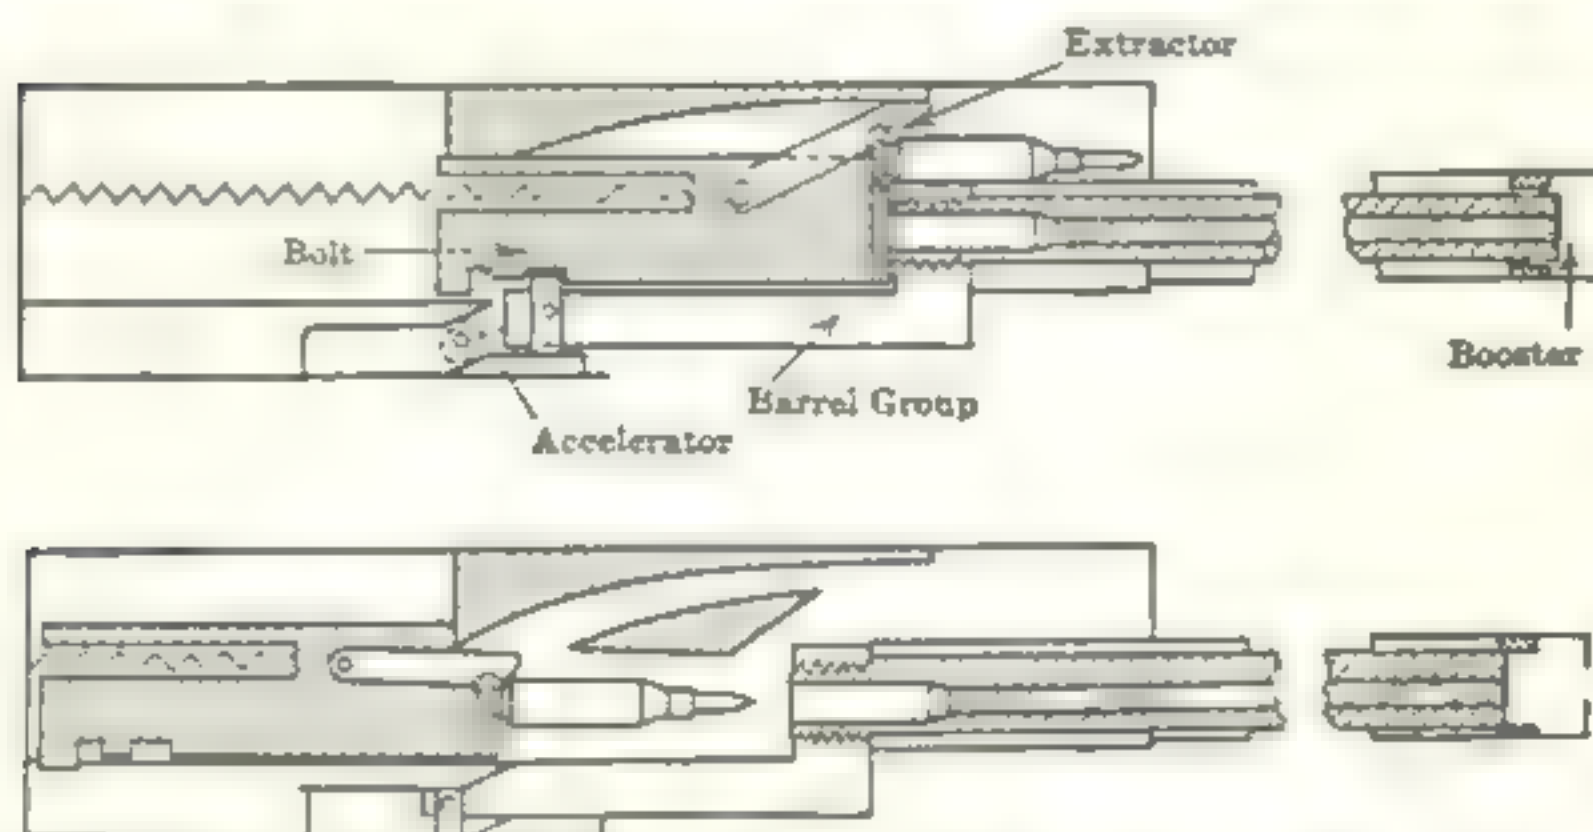 Extractor
Bolt
Booster
Barrel Group
Accelerator